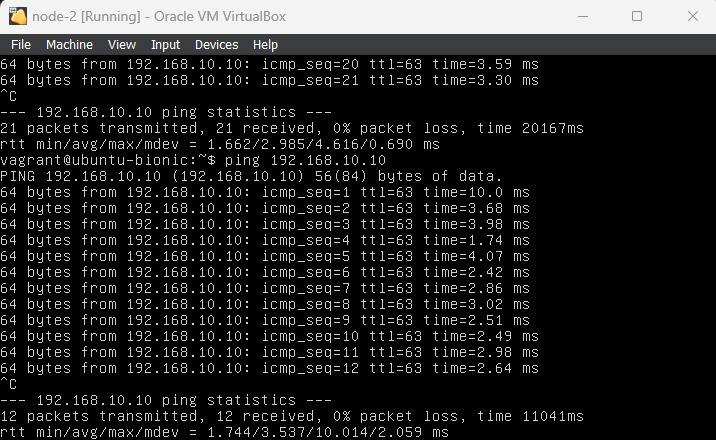 node-2 [Running] - Oracle VM VirtualBox
File Machine View Input Devices Help
64 bytes from 192.168.10.10: icmp_seq=20 ttl=63 time=3.59 ms
64 bytes from 192.168.10.10: icmp_seq=21 ttl=63 time=3.30 ms
^C
--- 192.168.10.10 ping statistics ---
21 packets transmitted, 21 received, 0% packet loss, time 20167ms
rtt min/avg/max/mdev = 1.662/2.985/4.616/0.690 ms
vagrant@ubuntu-bionic:~$ ping 192.168.10.10
PING 192.168.10.10 (192.168.10.10) 56(84) bytes of data.
64 bytes from 192.168.10.10: icmp_seq=1 ttl=63 time=10.0 ms
64 bytes from 192.168.10.10: icmp_seq=2 ttl=63 time=3.68 ms
64 bytes from 192.168.10.10: icmp_seq=3 ttl=63 time=3.98 ms
64 bytes from 192.168.10.10: icmp_seq=4 ttl=63 time=1.74 ms
64 bytes from 192.168.10.10: icmp_seq=5 ttl=63 time=4.07 ms
64 bytes from 192.168.10.10: icmp_seq=6 ttl=63 time=2.42 ms
64 bytes from 192.168.10.10: icmp_seq=7 ttl=63 time=2.86 ms
64 bytes from 192.168.10.10: icmp_seq=8 ttl=63 time=3.02 ms
64 bytes from 192.168.10.10: icmp_seq=9 ttl=63 time=2.51 ms
64 bytes from 192.168.10.10: icmp_seq=10 ttl=63 time=2.49 ms
64 bytes from 192.168.10.10: icmp_seq=11 ttl=63 time=2.98 ms
64 bytes from 192.168.10.10: icmp_seq=12 ttl=63 time=2.64 ms
^C
--- 192.168.10.10 ping statistics ---
12 packets transmitted, 12 received, 0% packet loss, time 11041ms
rtt min/avg/max/mdev = 1.744/3.537/10.014/2.059 ms